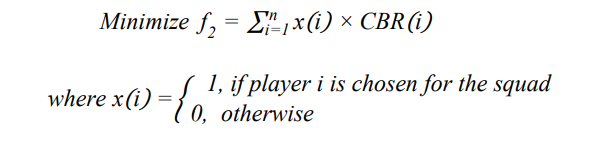 Minimize f₂ = Σⁿᵢ₌₁ x(i) × CBR(i)
where x(i) = { 1, if player i is chosen for the squad
0, otherwise